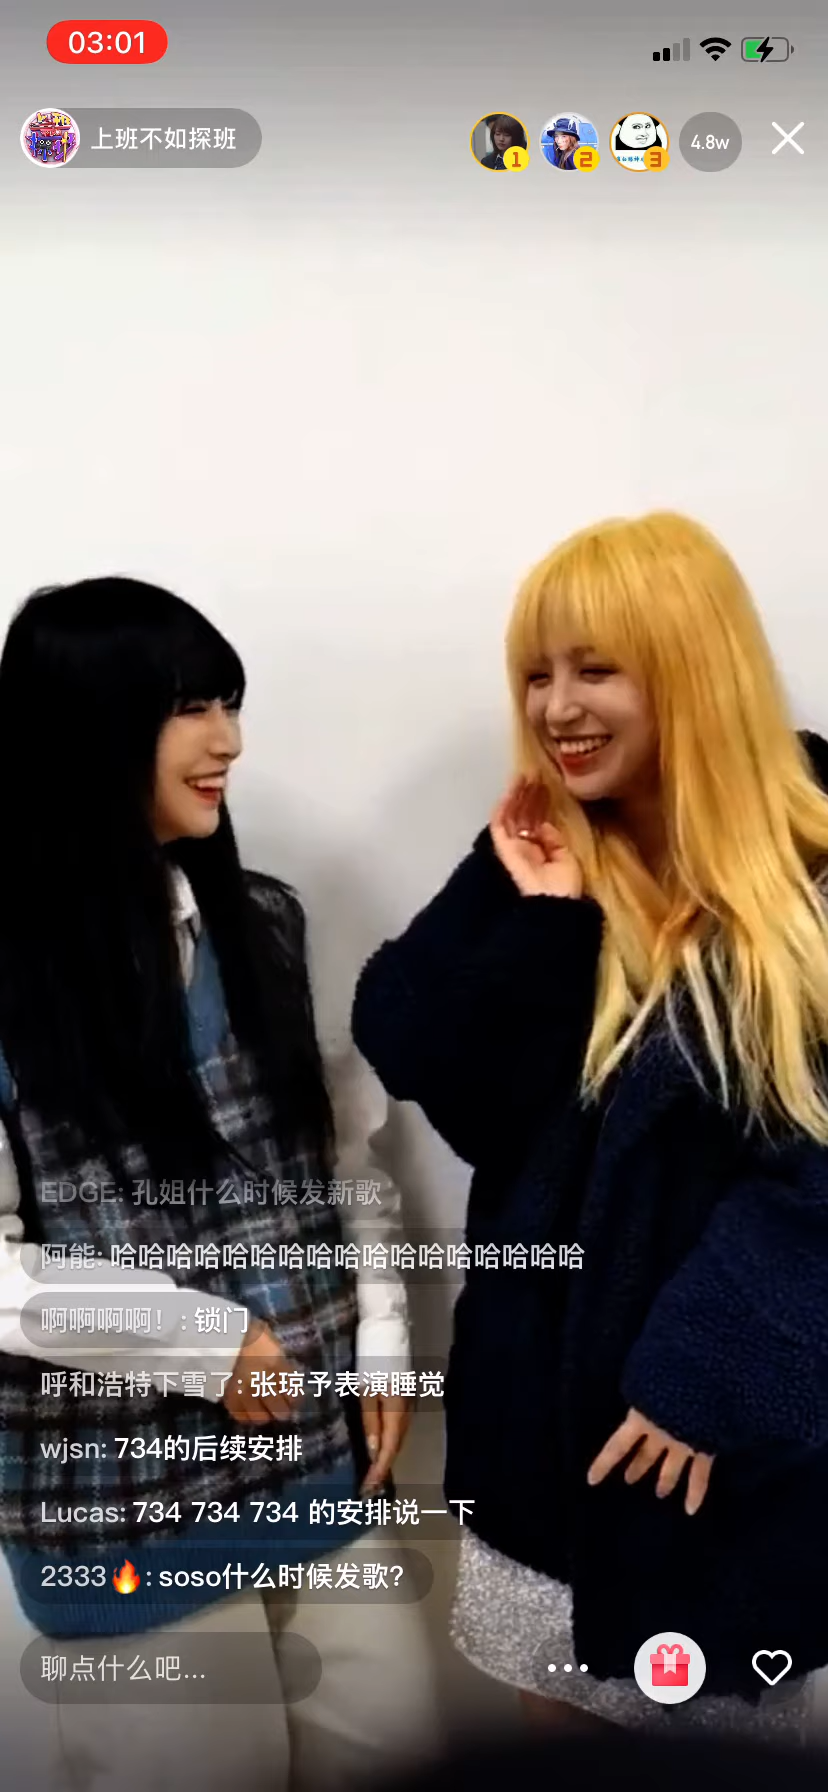 03:01
上班不如探班
1
2
3
4.8w
EDGE: 孔姐什么时候发新歌
阿能: 哈哈哈哈哈哈哈哈哈哈哈哈哈哈哈哈哈
啊啊啊啊！: 锁门
呼和浩特下雪了: 张琼予表演睡觉
wjsn: 734的后续安排
Lucas: 734 734 734 的安排说一下
2333🔥: soso什么时候发歌?
聊点什么吧...